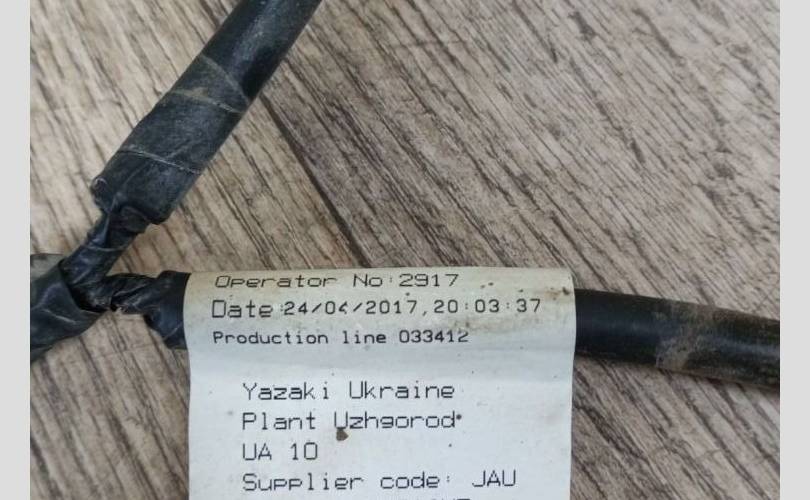 Operator No:2917
Date:24/04/2017,20:03:37
Production line 033412
Yazaki Ukraine
Plant Uzhgorod
UA 10
Supplier code: JAU